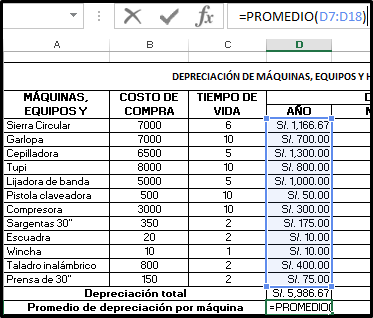 =PROMEDIO(D7:D18)
A B C D
DEPRECIACIÓN DE MÁQUINAS, EQUIPOS Y
MÁQUINAS, EQUIPOS Y COSTO DE COMPRA TIEMPO DE VIDA AÑO
Sierra Circular 7000 6 S/. 1,166.67
Garlopa 7000 10 S/. 700.00
Cepilladora 6500 5 S/. 1,300.00
Tupi 8000 10 S/. 800.00
Lijadora de banda 5000 5 S/. 1,000.00
Pistola claveadora 500 10 S/. 50.00
Compresora 3000 10 S/. 300.00
Sargentas 30" 350 2 S/. 175.00
Escuadra 20 2 S/. 10.00
Wincha 10 1 S/. 10.00
Taladro inalámbrico 800 2 S/. 400.00
Prensa de 30" 150 2 S/. 75.00
Depreciación total S/. 5,986.67
Promedio de depreciación por máquina =PROMEDIO(